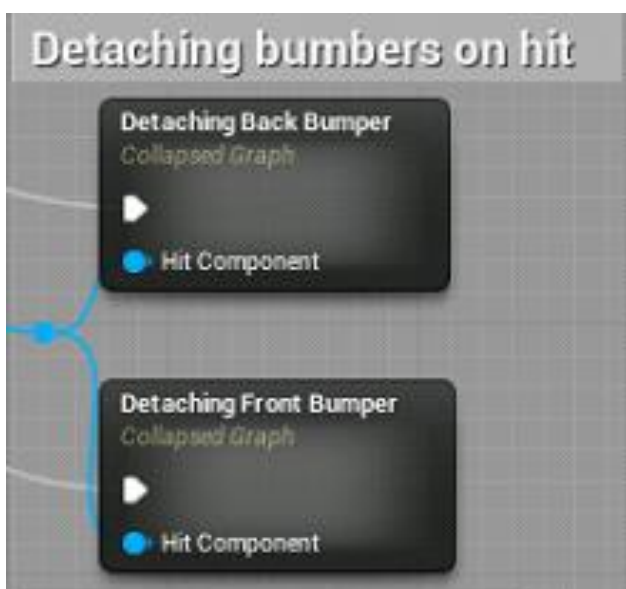 Detaching bumbers on hit
Detaching Back Bumper
Collapsed Graph
Hit Component
Detaching Front Bumper
Collapsed Graph
Hit Component